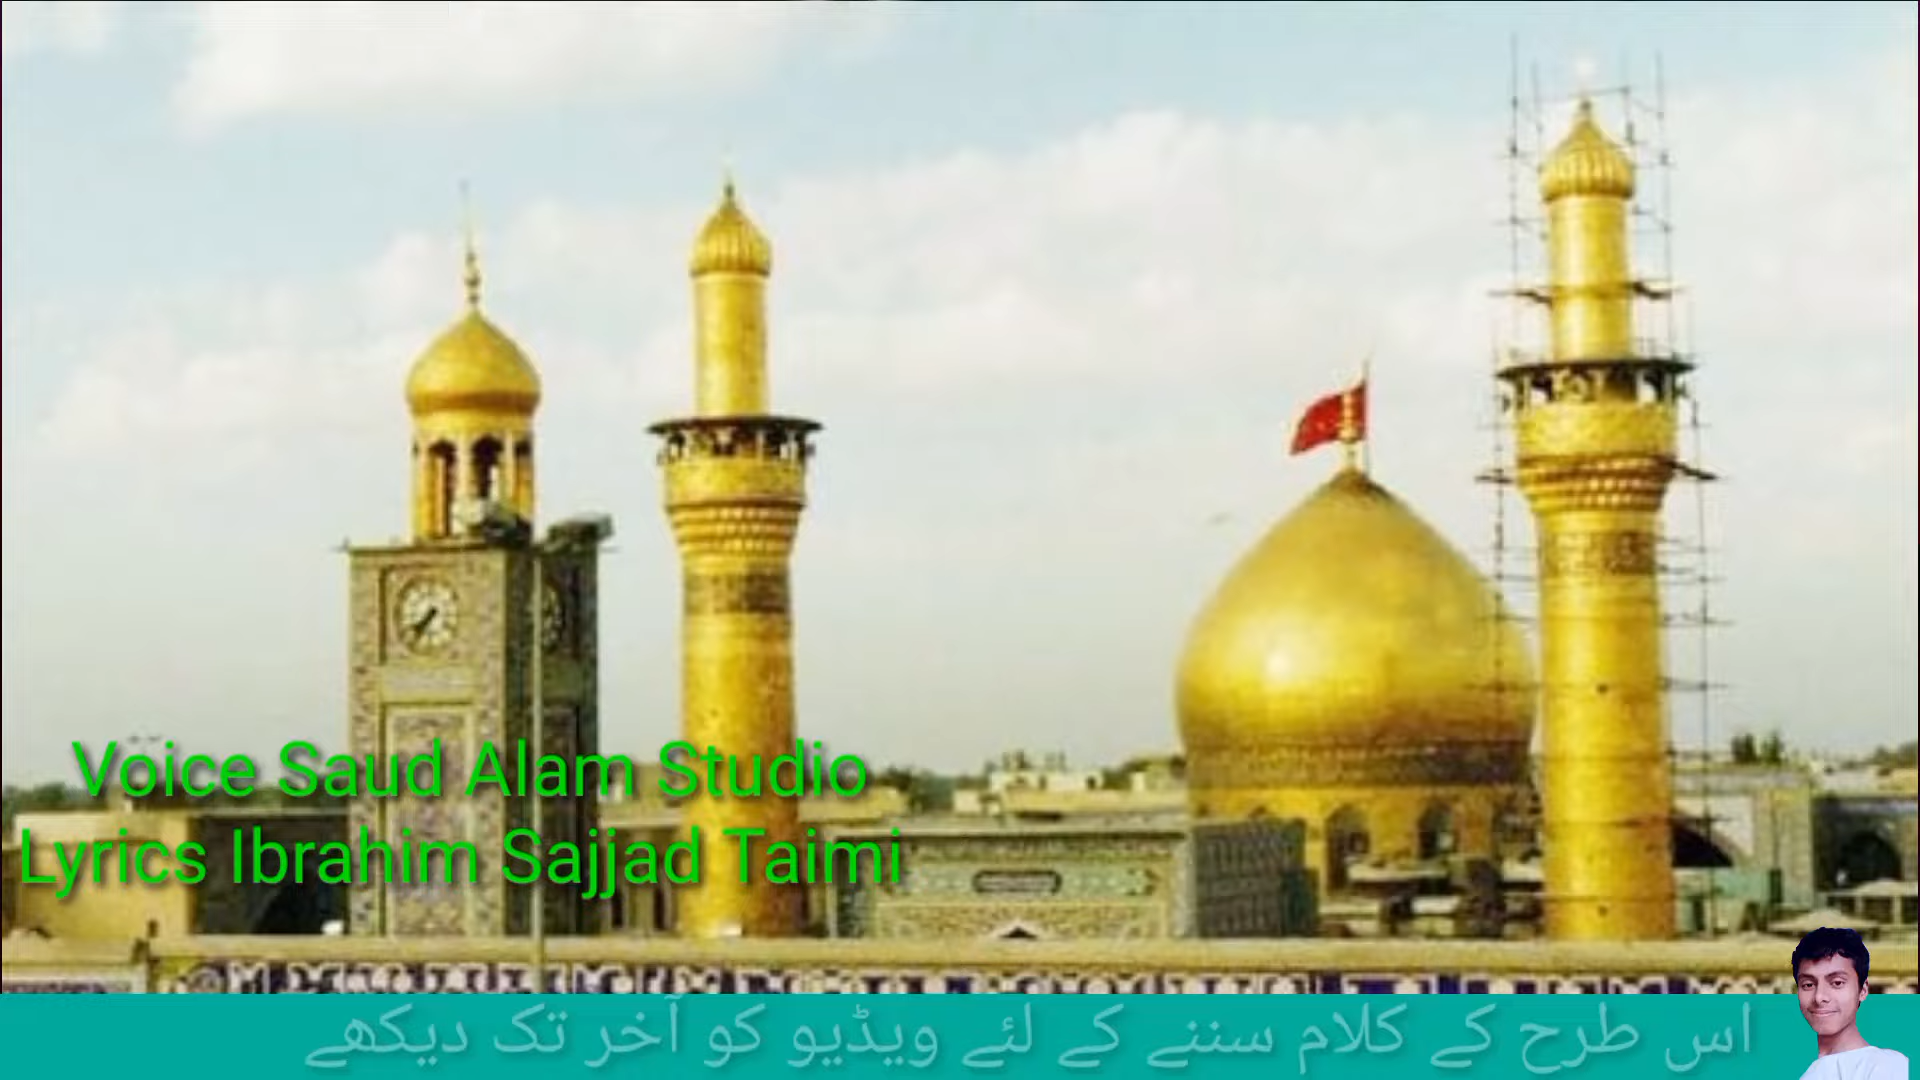 Voice Saud Alam Studio
Lyrics Ibrahim Sajjad Taimi
اس طرح کے کلام سننے کے لئے ویڈیو کو آخر تک دیکھے